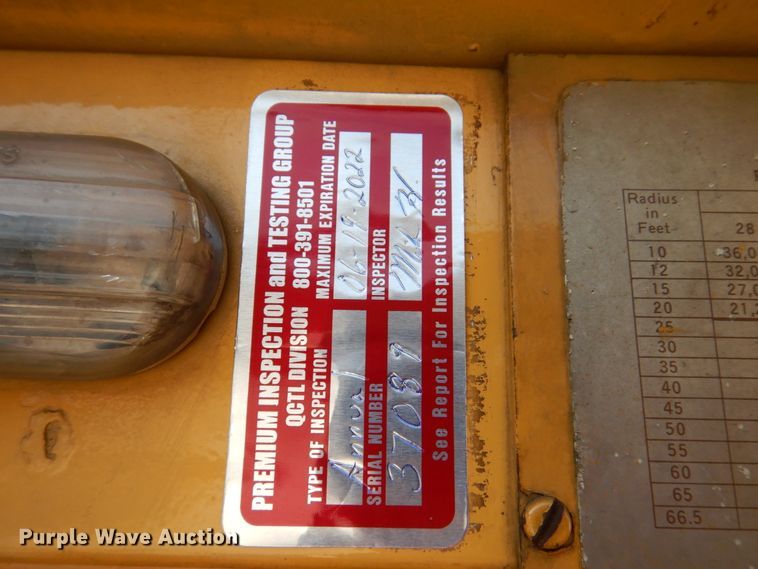 PREMIUM INSPECTION and TESTING GROUP
QCTL DIVISION 800-391-8501
TYPE OF INSPECTION
Annual
MAXIMUM EXPIRATION DATE
06-19-2022
SERIAL NUMBER
37087
INSPECTOR
See Report For Inspection Results
Radius
in
Feet
28
10 36,0
12 32,0
15 27,0
20
25
30
35
40
45
50
55
60
65
66.5
Purple Wave Auction